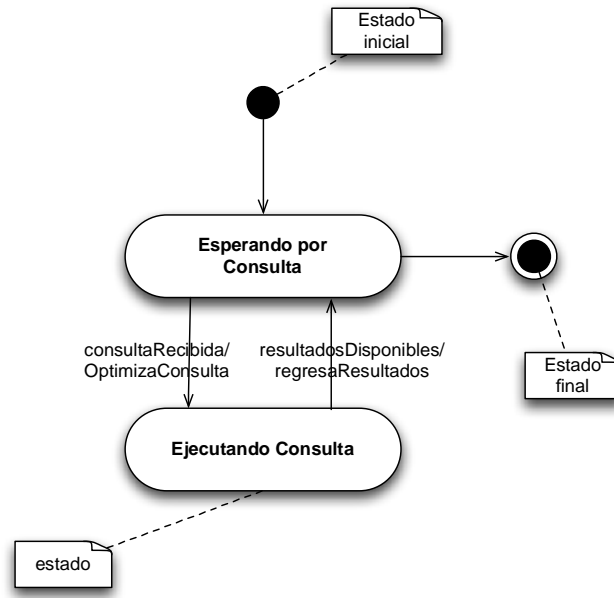 Estado
inicial
Esperando por
Consulta
consultaRecibida/
OptimizaConsulta
resultadosDisponibles/
regresaResultados
Estado
final
Ejecutando Consulta
estado